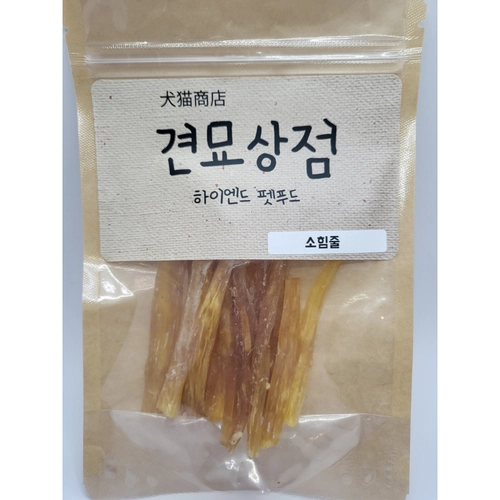 犬猫商店
견묘상점
하이엔드 펫푸드
소힘줄